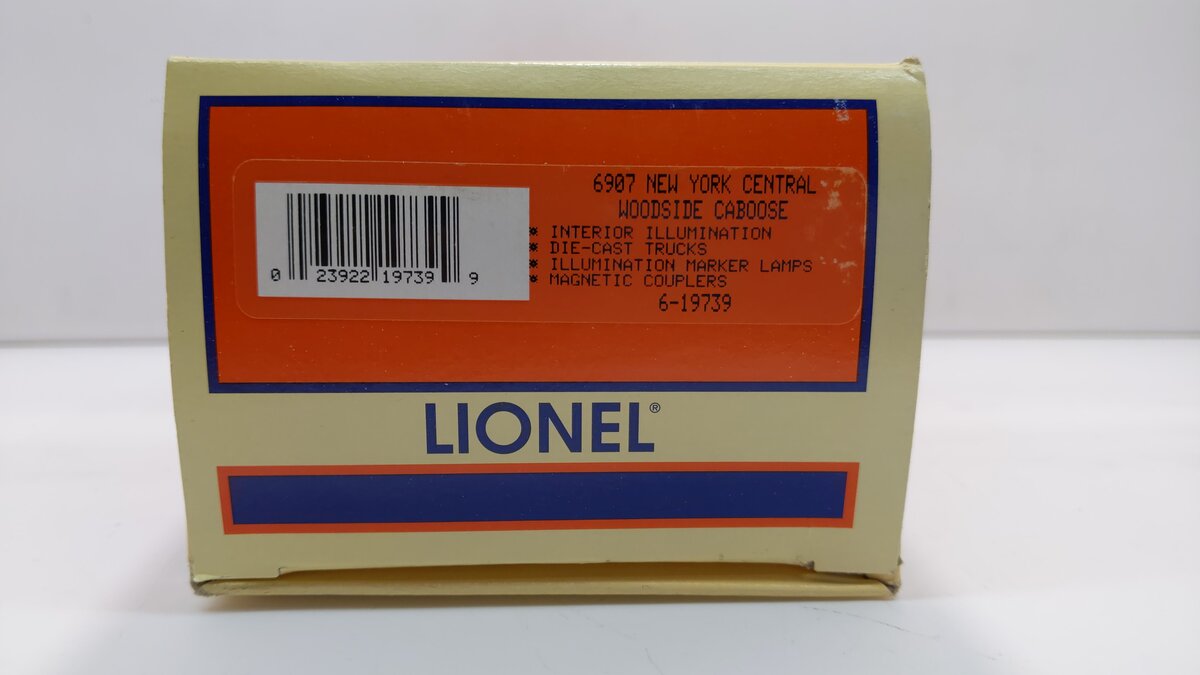 6907 NEW YORK CENTRAL
WOODSIDE CABOOSE
* INTERIOR ILLUMINATION
* DIE-CAST TRUCKS
* ILLUMINATION MARKER LAMPS
* MAGNETIC COUPLERS
6-19739
0 23922 19739 9
LIONEL®